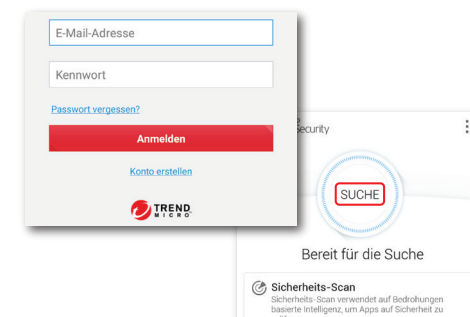 E-Mail-Adresse
Kennwort
Passwort vergessen?
Anmelden
Konto erstellen
TREND
MICRO
Security
SUCHE
Bereit für die Suche
Sicherheits-Scan
Sicherheits-Scan verwendet auf Bedrohungen
basierte Intelligenz, um Apps auf Sicherheit zu